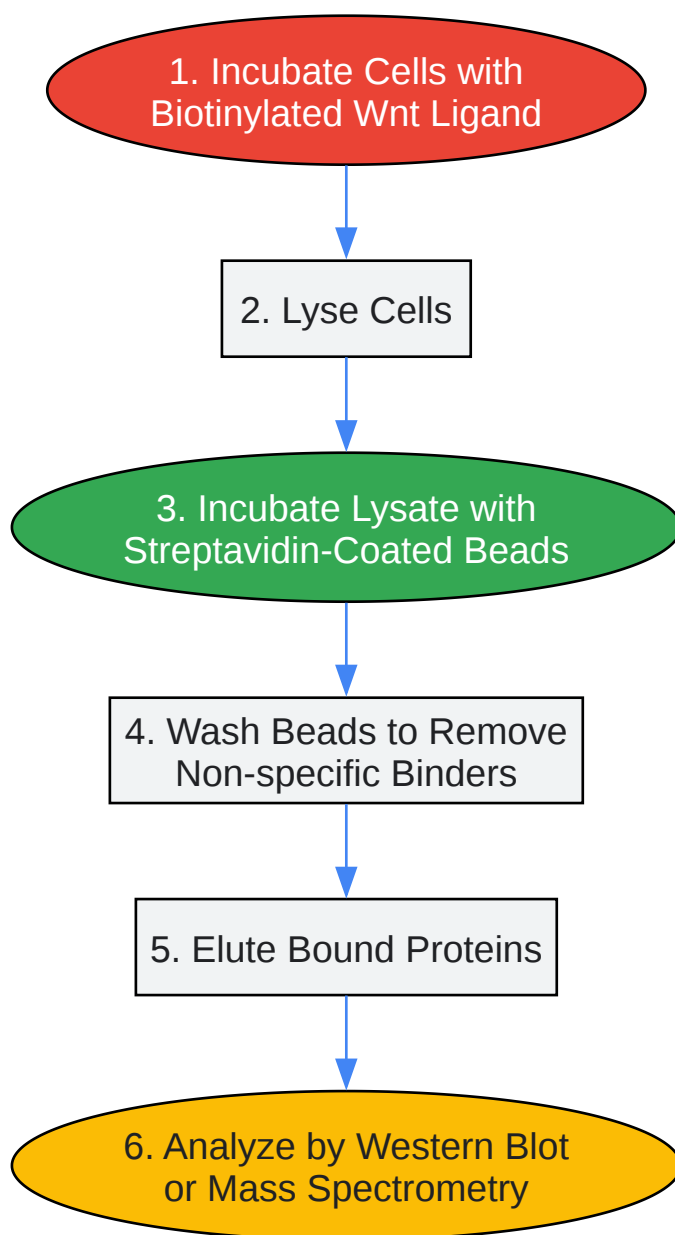 1. Incubate Cells with
Biotinylated Wnt Ligand
2. Lyse Cells
3. Incubate Lysate with
Streptavidin-Coated Beads
4. Wash Beads to Remove
Non-specific Binders
5. Elute Bound Proteins
6. Analyze by Western Blot
or Mass Spectrometry